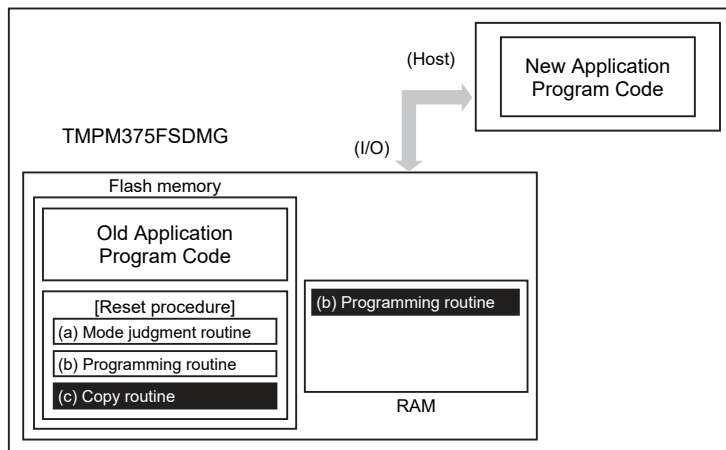 (Host)
New Application
Program Code
TMPM375FSDMG
(I/O)
Flash memory
Old Application
Program Code
[Reset procedure]
(a) Mode judgment routine
(b) Programming routine
(c) Copy routine
(b) Programming routine
RAM